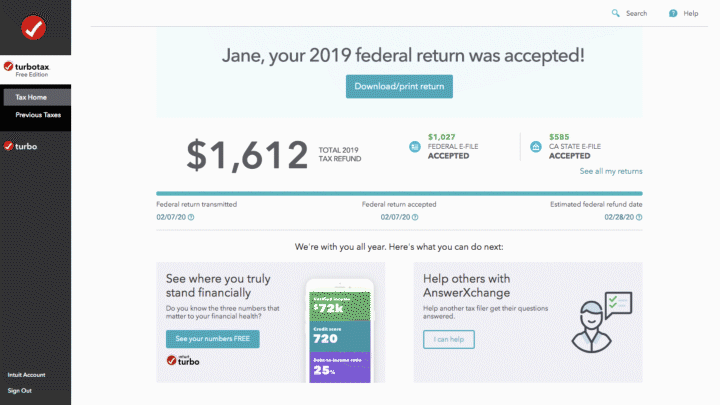 Search
Help
turbotax
Free Edition
Tax Home
Previous Taxes
turbo
Intuit Account
Sign Out
Jane, your 2019 federal return was accepted!
Download/print return
$1,612
TOTAL 2019
TAX REFUND
$1,027
FEDERAL E-FILE
ACCEPTED
$585
CA STATE E-FILE
ACCEPTED
See all my returns
Federal return transmitted
02/07/20
Federal return accepted
02/07/20
Estimated federal refund date
02/28/20
We're with you all year. Here's what you can do next:
See where you truly
stand financially
Do you know the three numbers that
matter to your financial health?
See your numbers FREE
turbo
Verified income
$72k
Credit score
720
Debt-to-income ratio
25%
Help others with
AnswerXchange
Help another tax filer get their questions
answered.
I can help